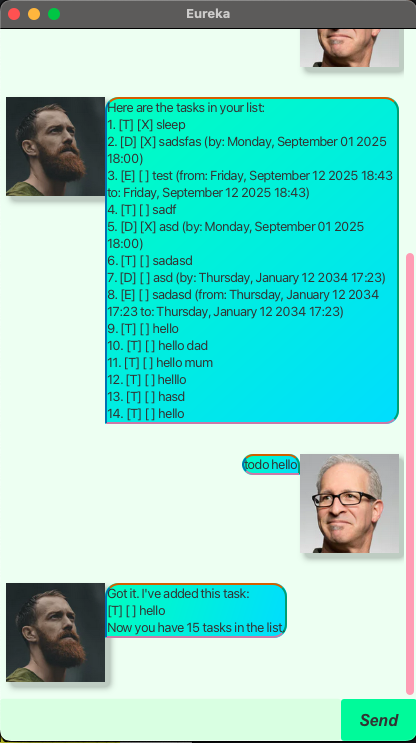 Eureka
Here are the tasks in your list:
1. [T] [X] sleep
2. [D] [X] sadsfas (by: Monday, September 01 2025
18:00)
3. [E] [ ] test (from: Friday, September 12 2025 18:43
to: Friday, September 12 2025 18:43)
4. [T] [ ] sadf
5. [D] [X] asd (by: Monday, September 01 2025
18:00)
6. [T] [ ] sadasd
7. [D] [ ] asd (by: Thursday, January 12 2034 17:23)
8. [E] [ ] sadasd (from: Thursday, January 12 2034
17:23 to: Thursday, January 12 2034 17:23)
9. [T] [ ] hello
10. [T] [ ] hello dad
11. [T] [ ] hello mum
12. [T] [ ] helllo
13. [T] [ ] hasd
14. [T] [ ] hello
todo hello
Got it. I've added this task:
[T] [ ] hello
Now you have 15 tasks in the list.
Send